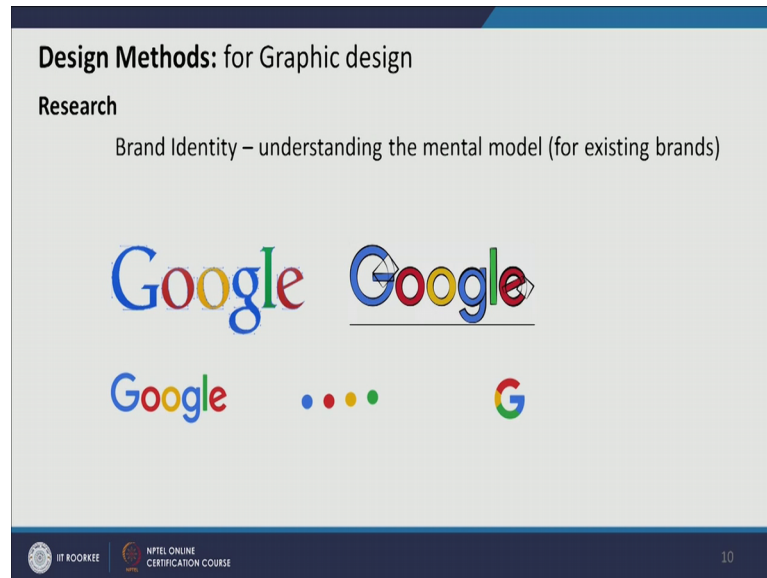 Design Methods: for Graphic design
Research
Brand Identity – understanding the mental model (for existing brands)
Google Google
Google G
IIT ROORKEE NPTEL ONLINE
CERTIFICATION COURSE
NPTEL
10